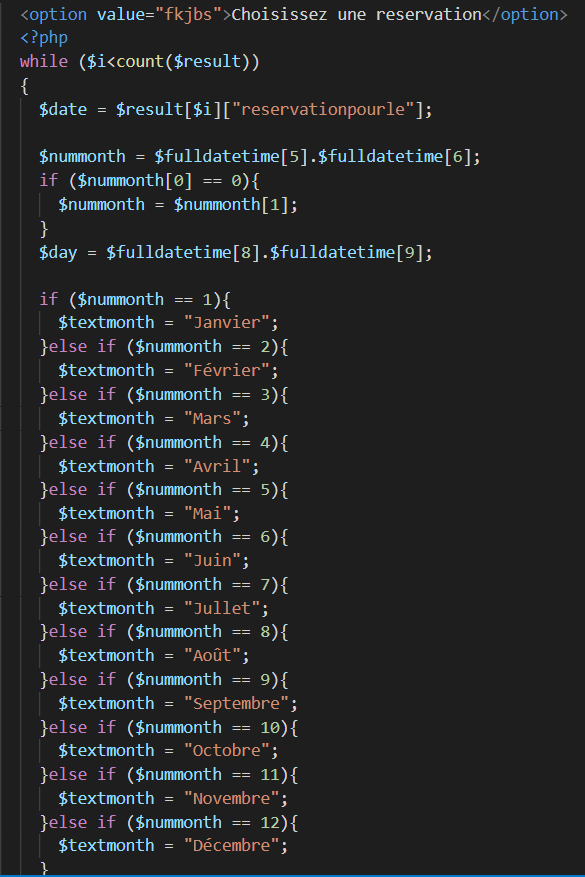 <option value="fkjbs">Choisissez une reservation</option>
<?php
while ($i<count($result))
{
$date = $result[$i]["reservationpourle"];
$nummonth = $fulldatetime[5].$fulldatetime[6];
if ($nummonth[0] == 0){
$nummonth = $nummonth[1];
}
$day = $fulldatetime[8].$fulldatetime[9];
if ($nummonth == 1){
$textmonth = "Janvier";
}else if ($nummonth == 2){
$textmonth = "Février";
}else if ($nummonth == 3){
$textmonth = "Mars";
}else if ($nummonth == 4){
$textmonth = "Avril";
}else if ($nummonth == 5){
$textmonth = "Mai";
}else if ($nummonth == 6){
$textmonth = "Juin";
}else if ($nummonth == 7){
$textmonth = "Jullet";
}else if ($nummonth == 8){
$textmonth = "Août";
}else if ($nummonth == 9){
$textmonth = "Septembre";
}else if ($nummonth == 10){
$textmonth = "Octobre";
}else if ($nummonth == 11){
$textmonth = "Novembre";
}else if ($nummonth == 12){
$textmonth = "Décembre";
}